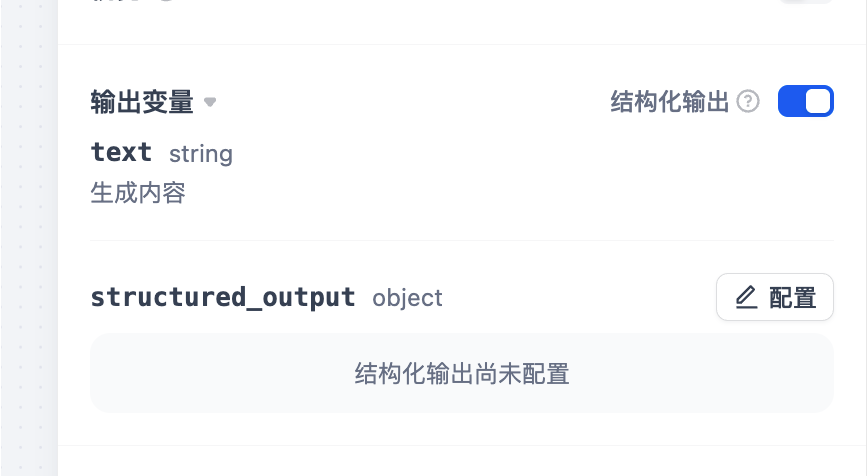 输出变量
结构化输出
text string
生成内容
structured_output object
配置
结构化输出尚未配置